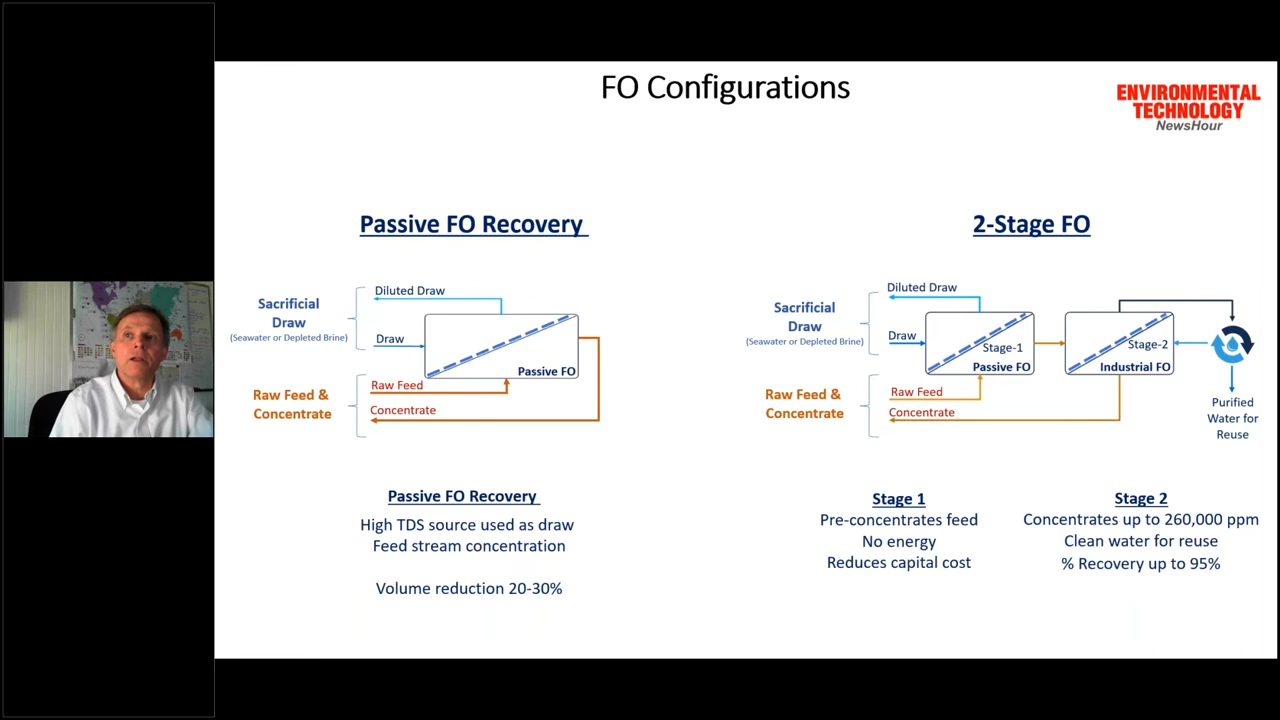 FO Configurations
ENVIRONMENTAL
TECHNOLOGY
NewsHour
Passive FO Recovery
Sacrificial
Draw
(Seawater or Depleted Brine)
Diluted Draw
Draw
Passive FO
Raw Feed &
Concentrate
Raw Feed
Concentrate
Passive FO Recovery
High TDS source used as draw
Feed stream concentration
Volume reduction 20-30%
2-Stage FO
Sacrificial
Draw
(Seawater or Depleted Brine)
Diluted Draw
Draw
Stage-1
Passive FO
Stage-2
Industrial FO
Raw Feed &
Concentrate
Raw Feed
Concentrate
Purified
Water for
Reuse
Stage 1
Pre-concentrates feed
No energy
Reduces capital cost
Stage 2
Concentrates up to 260,000 ppm
Clean water for reuse
% Recovery up to 95%